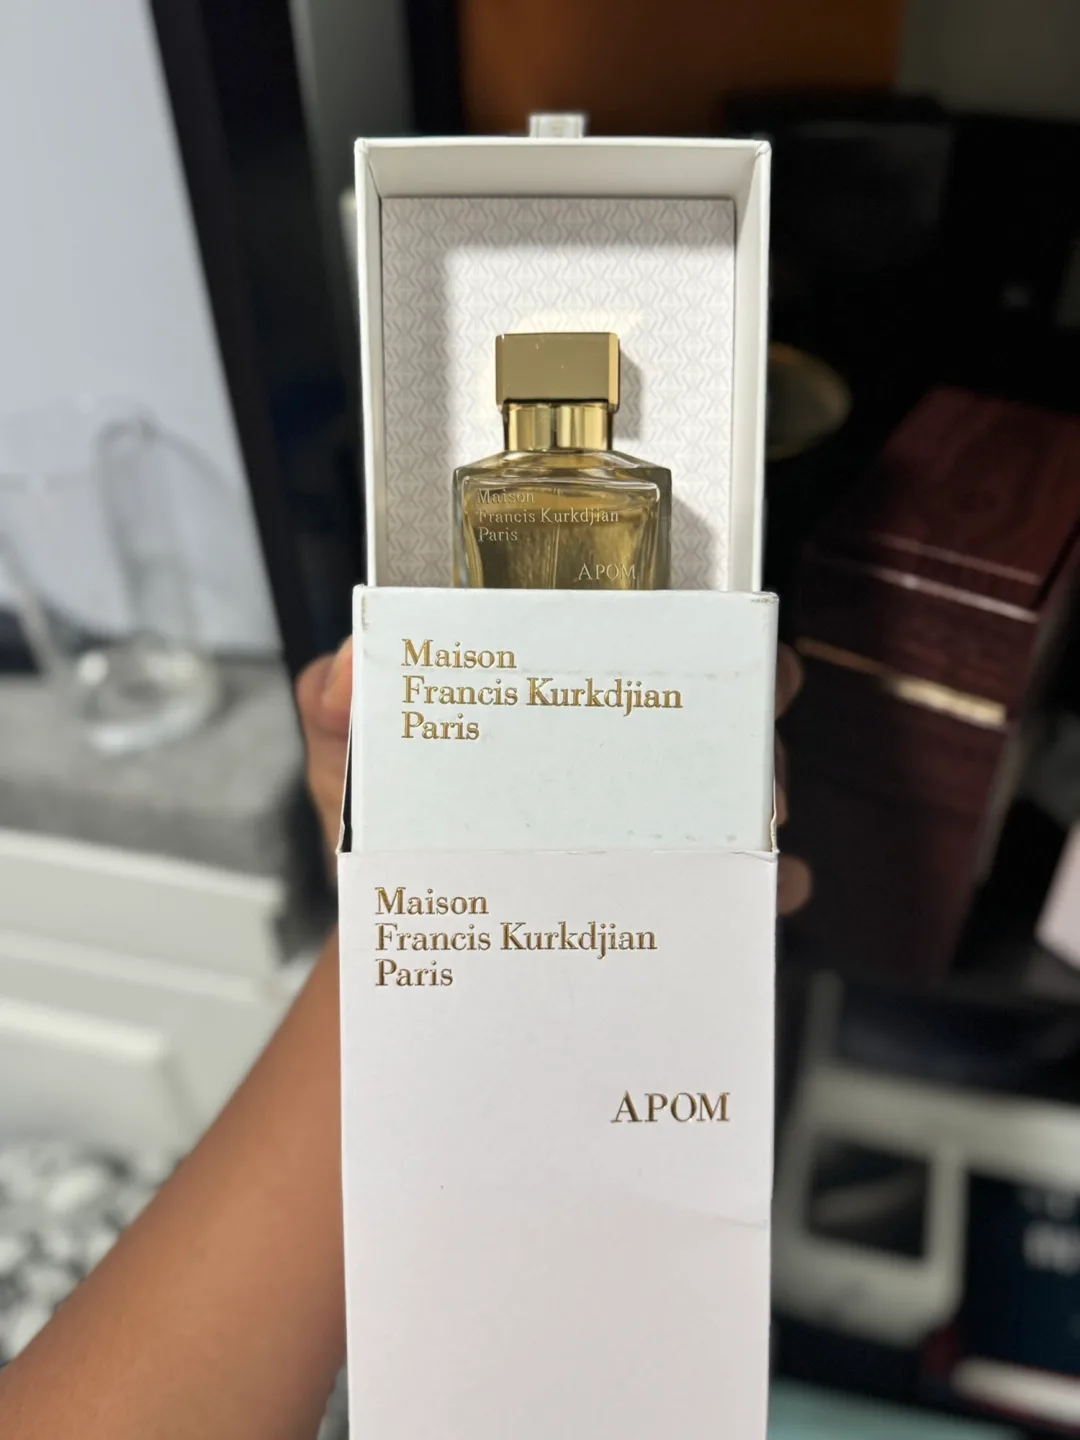 Maison
Francis Kurkdjian
Paris
APOM
Maison
Francis Kurkdjian
Paris
Maison
Francis Kurkdjian
Paris
APOM